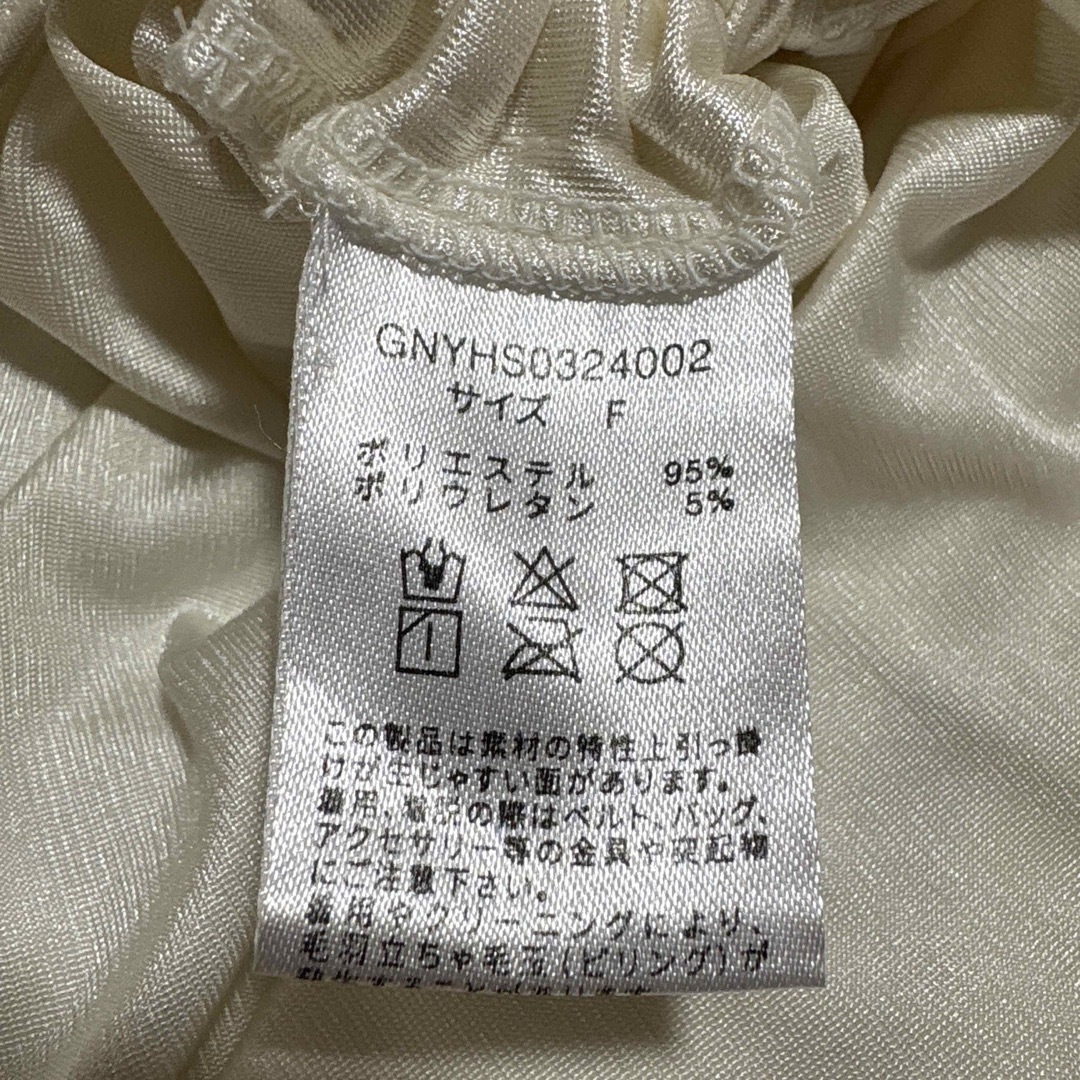 GNYHS0324002
サイズ F
ポリエステル 95%
ポリウレタン 5%
この製品は素材の特性上引っ掛
けが生じやすい面があります。
着用、着脱の際はベルト、バッグ、
アクセサリー等の金具や突起物
にご注意下さい。
着用やクリーニングにより、
毛羽立ちや毛玉(ピリング)が